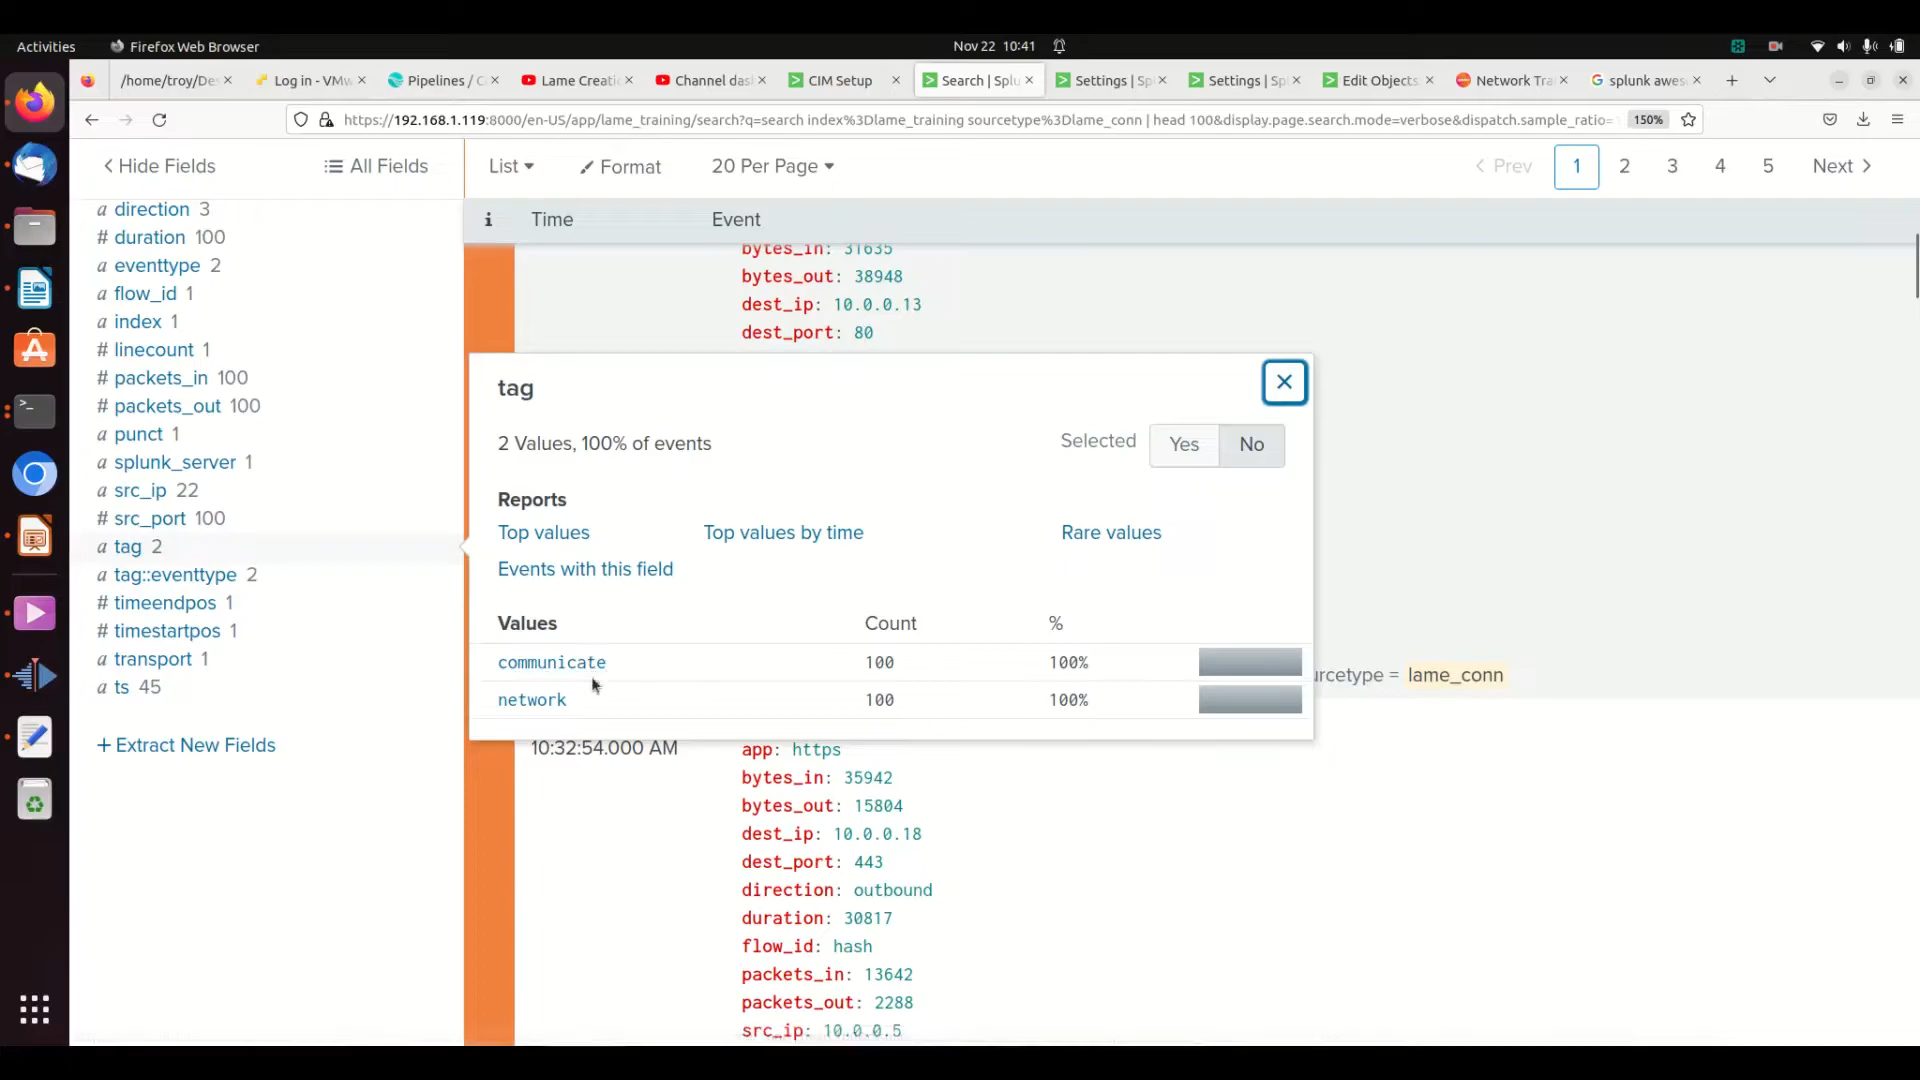 Activities Firefox Web Browser Nov 22 10:41
/home/troy/De Log in - VMw Pipelines / C Lame Creati Channel das CIM Setup Search | Splu Settings | Sp Settings | Sp Edit Objects Network Tra splunk awes
https://192.168.1.119:8000/en-US/app/lame_training/search?q=search index%3Dlame_training sourcetype%3Dlame_conn | head 100&display.page.search.mode=verbose&dispatch.sample_ratio= 150%
Hide Fields All Fields List Format 20 Per Page Prev 1 2 3 4 5 Next
i Time Event
a direction 3
# duration 100
a eventtype 2
a flow_id 1
a index 1
# linecount 1
# packets_in 100
# packets_out 100
a punct 1
a splunk_server 1
a src_ip 22
# src_port 100
a tag 2
a tag::eventtype 2
# timeendpos 1
# timestartpos 1
a transport 1
a ts 45
+ Extract New Fields
bytes_in: 31635
bytes_out: 38948
dest_ip: 10.0.0.13
dest_port: 80
tag
2 Values, 100% of events Selected Yes No
Reports
Top values Top values by time Rare values
Events with this field
Values Count %
communicate 100 100%
network 100 100%
urcetype = lame_conn
10:32:54.000 AM
app: https
bytes_in: 35942
bytes_out: 15804
dest_ip: 10.0.0.18
dest_port: 443
direction: outbound
duration: 30817
flow_id: hash
packets_in: 13642
packets_out: 2288
src_ip: 10.0.0.5